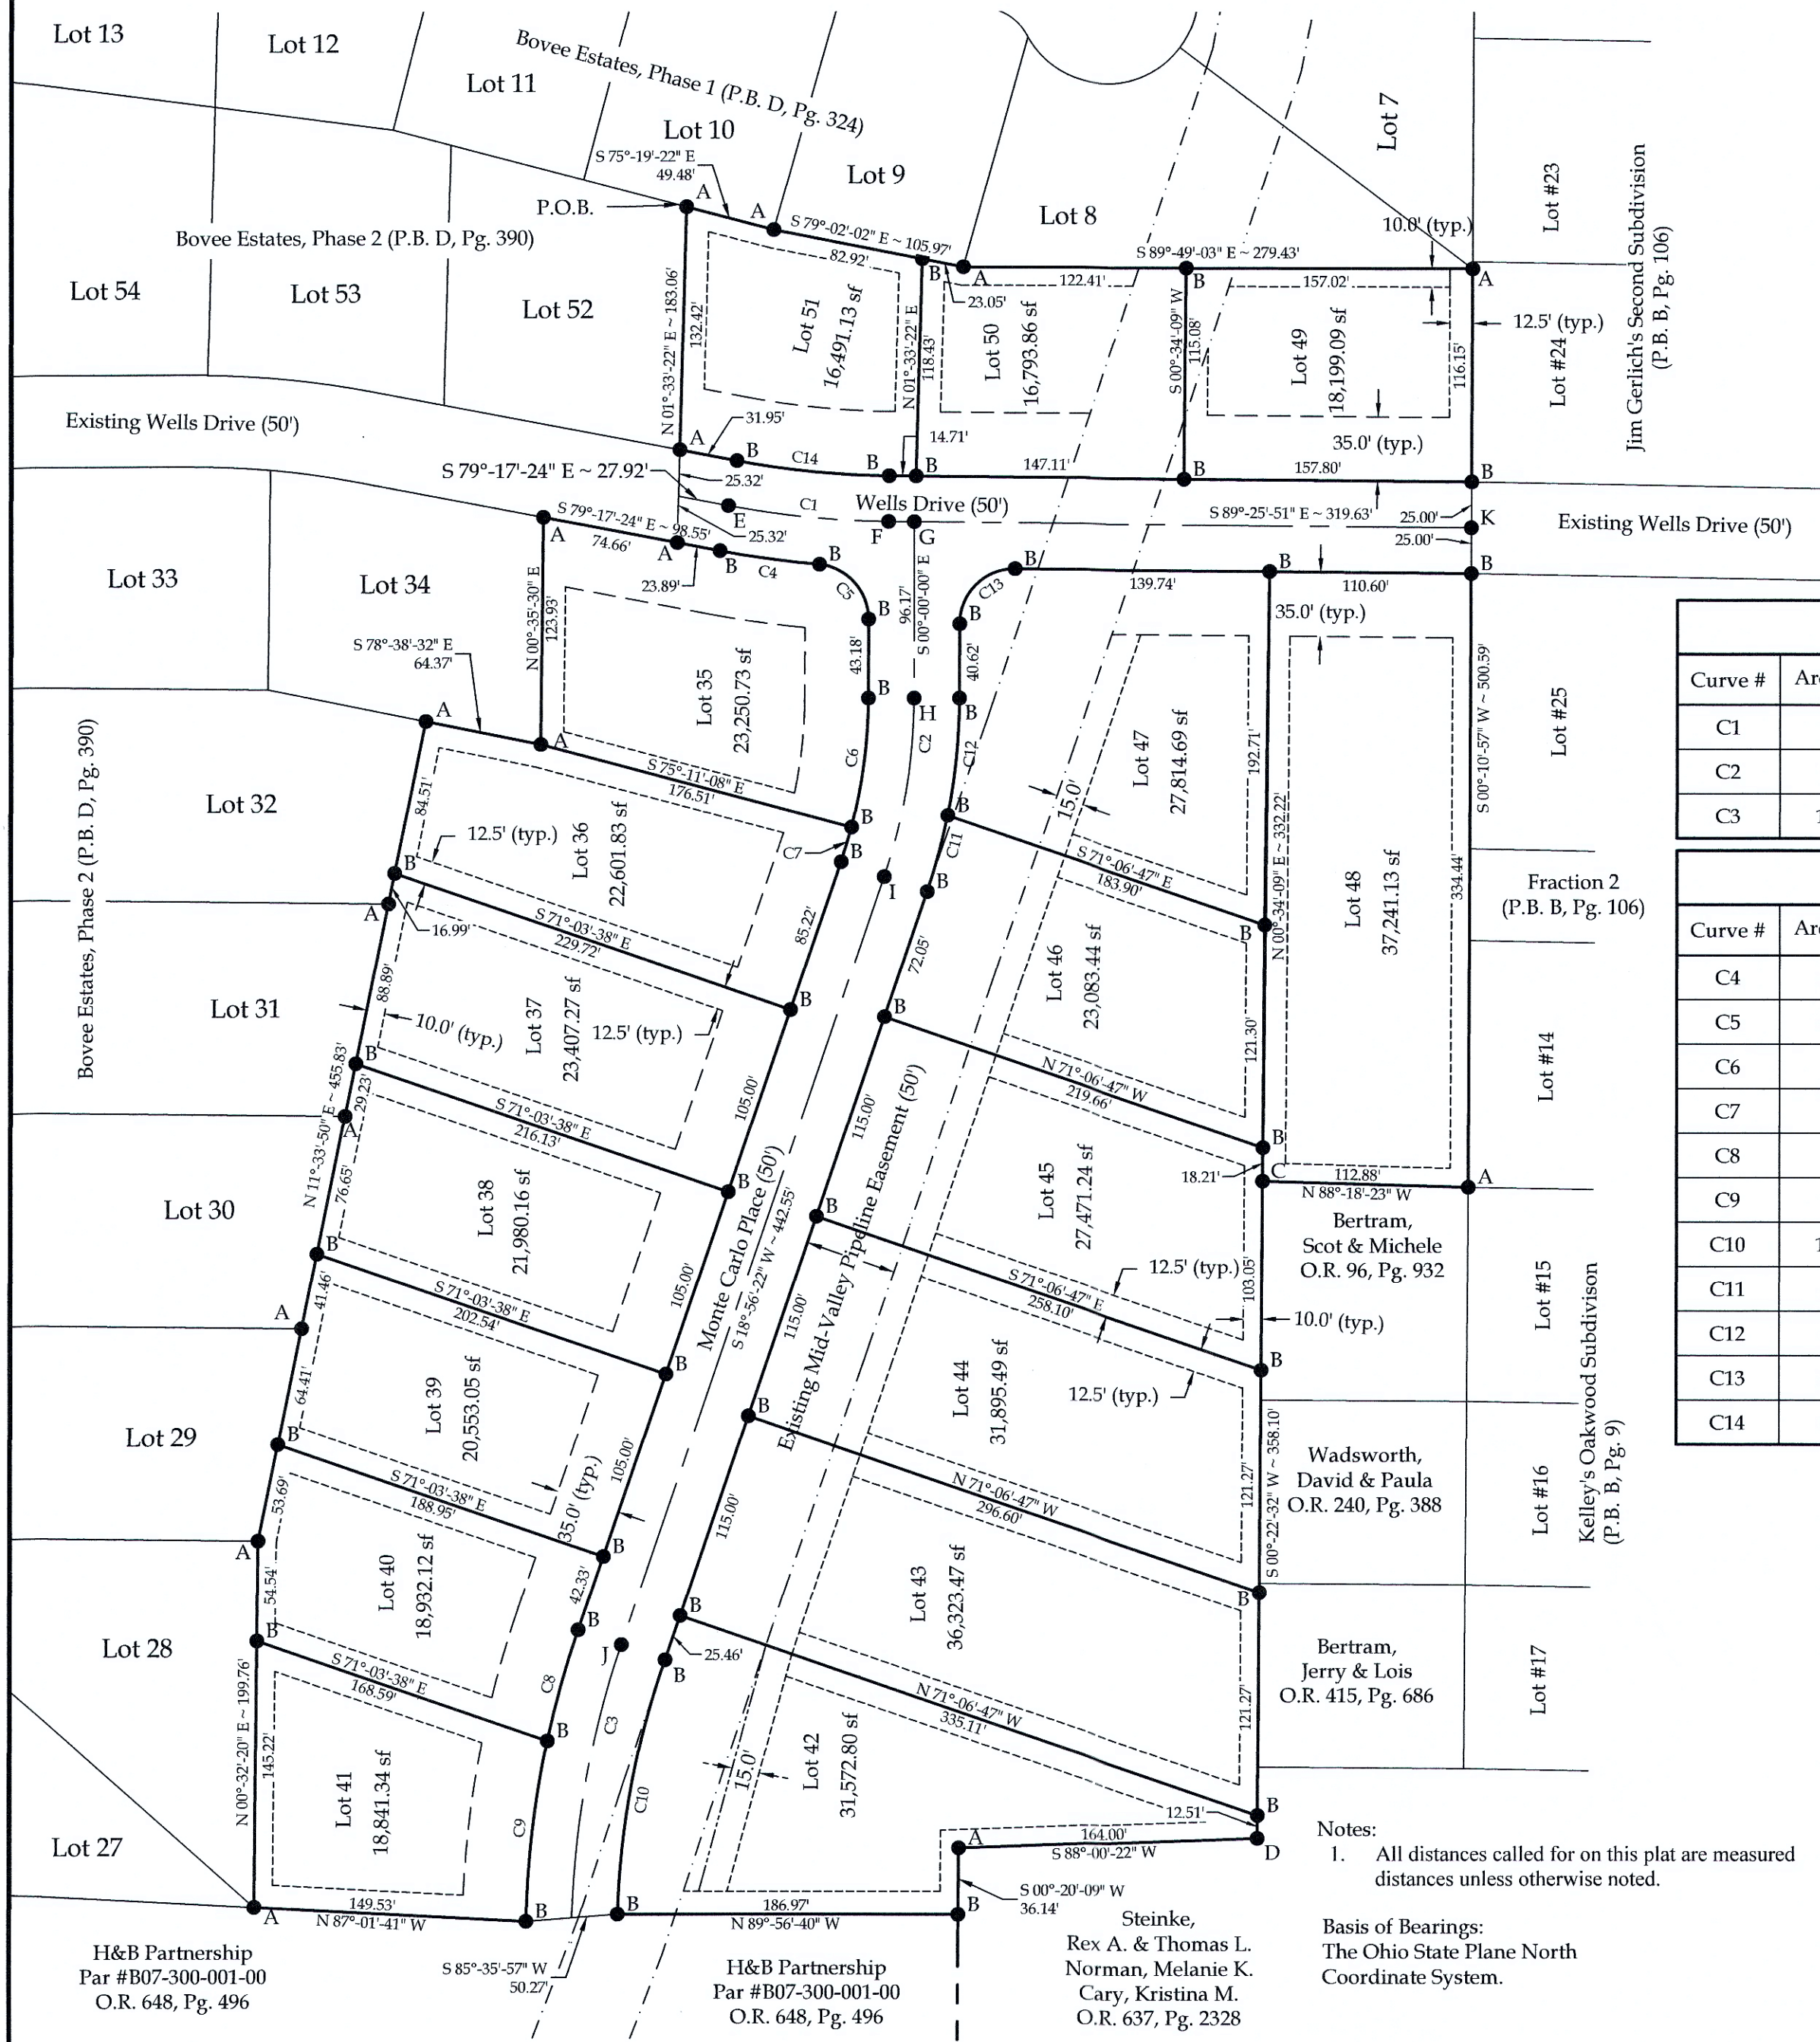 Lot 13
Lot 12
Lot 11
Bovee Estates, Phase 1 (P.B. D, Pg. 324)
Lot 10
S 75°-19'-22" E
49.48'
Lot 9
Lot 8
Lot 7
Lot #23
Jim Gerlich's Second Subdivision
(P.B. B, Pg. 106)
P.O.B.
A
A
S 79°-02'-02" E ~ 105.97'
82.92'
B
A
23.05'
S 89°-49'-03" E ~ 279.43'
122.41'
B
157.02'
10.0' (typ.)
A
12.5' (typ.)
Lot #24
Bovee Estates, Phase 2 (P.B. D, Pg. 390)
Lot 54
Lot 53
Lot 52
N 01°-33'-22" E ~ 183.06'
132.42'
Lot 51
16,491.13 sf
N 01°-33'-22" E
118.43'
Lot 50
16,793.86 sf
S 00°-34'-09" W
115.08'
Lot 49
18,199.09 sf
116.15'
35.0' (typ.)
Existing Wells Drive (50')
A
31.95'
B
C14
B
14.71'
B
147.11'
B
157.80'
B
S 79°-17'-24" E ~ 27.92'
25.32'
E
C1
Wells Drive (50')
F
G
S 89°-25'-51" E ~ 319.63'
25.00'
K
25.00'
Existing Wells Drive (50')
S 79°-17'-24" E ~ 98.55'
25.32'
A
74.66'
A
23.89'
B
C4
B
C5
B
96.17'
S 00°-00'-00" E
C13
B
B
139.74'
B
110.60'
B
35.0' (typ.)
Lot 33
Lot 34
N 00°-35'-30" E
123.93'
S 78°-38'-32" E
64.37'
A
A
Lot 35
23,250.73 sf
43.18'
B
H
40.62'
B
C6
C2
C12
S 75°-11'-08" E
176.51'
B
C7
B
I
B
C11
B
Lot 47
27,814.69 sf
192.71'
15.0'
S 71°-06'-47" E
183.90'
B
N 00°-34'-09" E ~ 332.22'
Lot 48
37,241.13 sf
334.44'
S 00°-10'-57" W ~ 500.59'
Lot #25
Fraction 2
(P.B. B, Pg. 106)
Lot #14
Bovee Estates, Phase 2 (P.B. D, Pg. 390)
Lot 32
84.51'
12.5' (typ.)
Lot 36
22,601.83 sf
B
A
16.99'
S 71°-03'-38" E
229.72'
85.22'
B
72.05'
B
Lot 46
23,083.44 sf
121.30'
Lot 31
88.89'
10.0' (typ.)
Lot 37
23,407.27 sf
12.5' (typ.)
N 71°-06'-47" W
219.66'
B
18.21'
C
112.88'
N 88°-18'-23" W
A
B
29.23'
A
N 11°-33'-50" E ~ 455.83'
S 71°-03'-38" E
216.13'
105.00'
B
Monte Carlo Place (50')
S 18°-56'-22" W ~ 442.55'
115.00'
B
Existing Mid-Valley Pipeline Easement (50')
Lot 45
27,471.24 sf
103.05'
Bertram,
Scot & Michele
O.R. 96, Pg. 932
Lot #15
Lot 30
76.65'
Lot 38
21,980.16 sf
12.5' (typ.)
S 71°-06'-47" E
258.10'
10.0' (typ.)
B
B
41.46'
A
S 71°-03'-38" E
202.54'
105.00'
B
115.00'
B
Lot 44
31,895.49 sf
12.5' (typ.)
121.27'
S 00°-22'-32" W ~ 358.10'
Wadsworth,
David & Paula
O.R. 240, Pg. 388
Lot #16
Kelley's Oakwood Subdivison
(P.B. B, Pg. 9)
Lot 29
64.41'
Lot 39
20,553.05 sf
B
S 71°-03'-38" E
188.95'
35.0' (typ.)
105.00'
B
115.00'
N 71°-06'-47" W
296.60'
B
53.69'
A
54.54'
Lot 40
18,932.12 sf
42.33'
B
J
B
25.46'
B
Lot 43
36,323.47 sf
121.27'
Bertram,
Jerry & Lois
O.R. 415, Pg. 686
Lot #17
Lot 28
B
S 71°-03'-38" E
168.59'
C8
B
C3
N 71°-06'-47" W
335.11'
B
12.51'
D
N 00°-32'-20" E ~ 199.76'
145.22'
Lot 41
18,841.34 sf
C9
C10
15.0'
Lot 42
31,572.80 sf
A
164.00'
S 88°-00'-22" W
Lot 27
A
149.53'
N 87°-01'-41" W
B
B
186.97'
N 89°-56'-40" W
B
S 00°-20'-09" W
36.14'
S 85°-35'-57" W
50.27'
H&B Partnership
Par #B07-300-001-00
O.R. 648, Pg. 496
H&B Partnership
Par #B07-300-001-00
O.R. 648, Pg. 496
Steinke,
Rex A. & Thomas L.
Norman, Melanie K.
Cary, Kristina M.
O.R. 637, Pg. 2328
Notes:
1. All distances called for on this plat are measured
distances unless otherwise noted.
Basis of Bearings:
The Ohio State Plane North
Coordinate System.
Curve #
C1
C2
C3 1
Curve #
C4
C5
C6
C7
C8
C9
C10 1
C11
C12
C13
C14